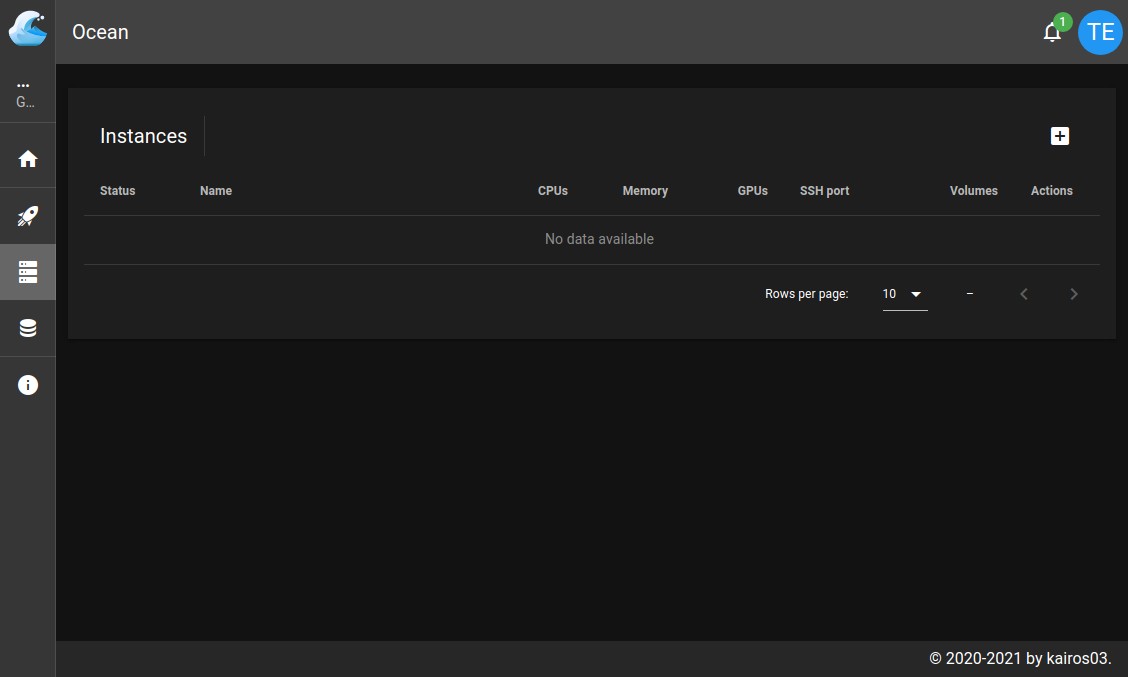 Ocean
1
TE
...
G...
Instances
Status Name CPUs Memory GPUs SSH port Volumes Actions
No data available
Rows per page: 10 –
© 2020-2021 by kairos03.